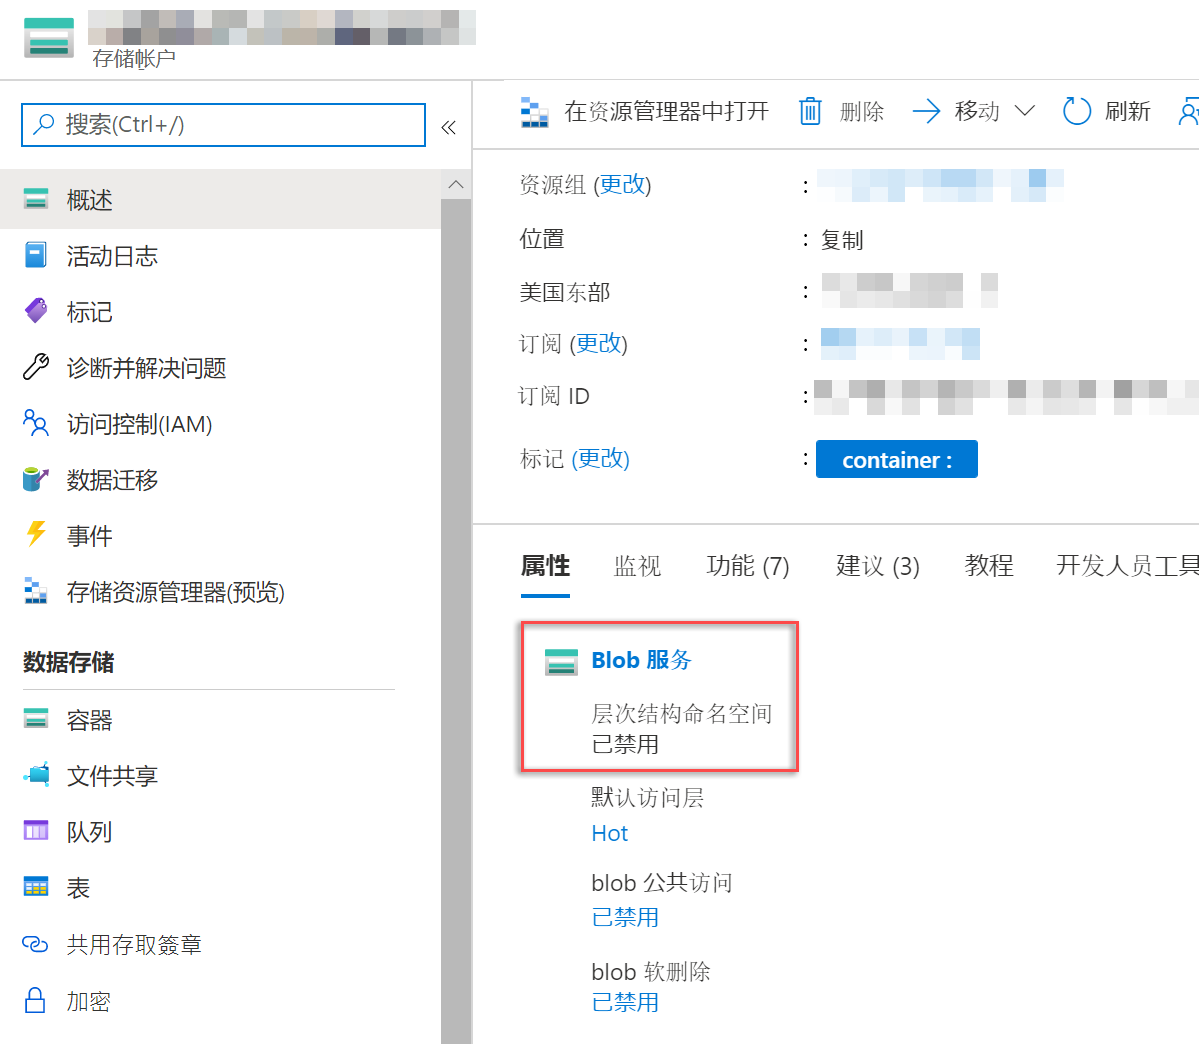 存储帐户
搜索(Ctrl+/)
«
概述
活动日志
标记
诊断并解决问题
访问控制(IAM)
数据迁移
事件
存储资源管理器(预览)
数据存储
容器
文件共享
队列
表
共用存取簽章
加密
在资源管理器中打开 删除 移动 刷新
资源组 (更改) :
位置 : 复制
美国东部 :
订阅 (更改) :
订阅 ID :
标记 (更改) : container :
属性 监视 功能 (7) 建议 (3) 教程 开发人员工具
Blob 服务
层次结构命名空间
已禁用
默认访问层
Hot
blob 公共访问
已禁用
blob 软删除
已禁用